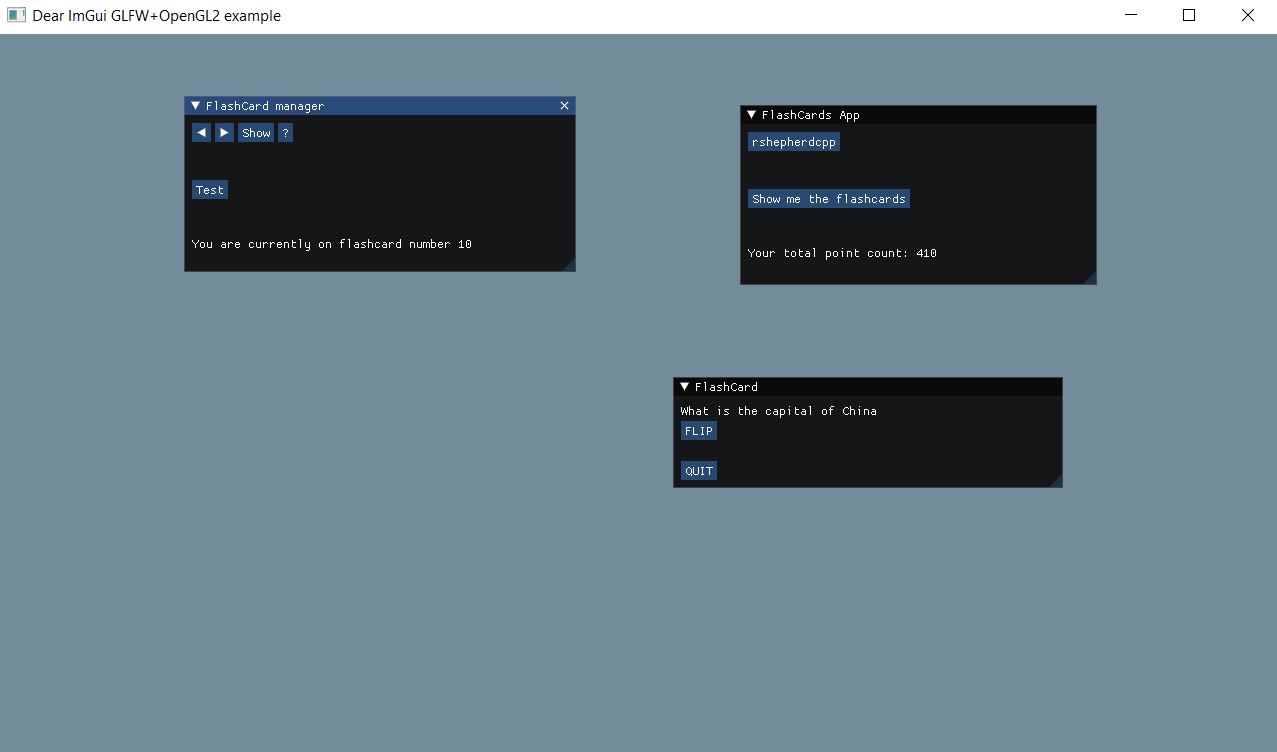 Dear ImGui GLFW+OpenGL2 example
FlashCard manager
Show ?
Test
You are currently on flashcard number 10
FlashCards App
rshepherdcpp
Show me the flashcards
Your total point count: 410
FlashCard
What is the capital of China
FLIP
QUIT